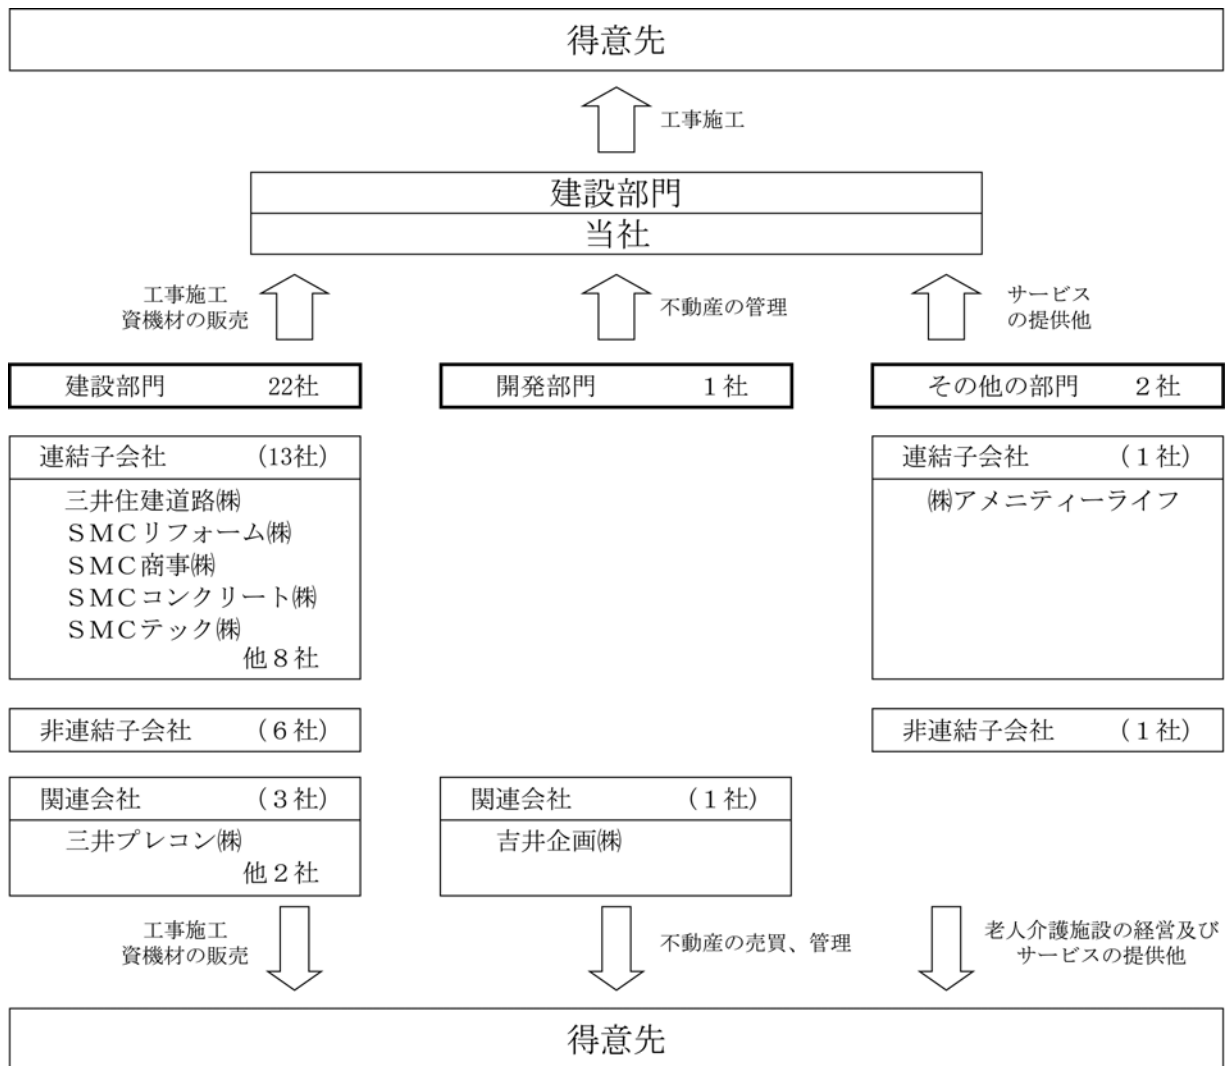 得意先
工事施工
建設部門
当社
工事施工
資機材の販売
不動産の管理
サービス
の提供他
建設部門 22社
開発部門 1社
その他の部門 2社
連結子会社 (13社)
三井住建道路㈱
SMCリフォーム㈱
SMC商事㈱
SMCコンクリート㈱
SMCテック㈱
他8社
連結子会社 (1社)
㈱アメニティーライフ
非連結子会社 (6社)
非連結子会社 (1社)
関連会社 (3社)
三井プレコン㈱
他2社
関連会社 (1社)
吉井企画㈱
工事施工
資機材の販売
不動産の売買、管理
老人介護施設の経営及び
サービスの提供他
得意先